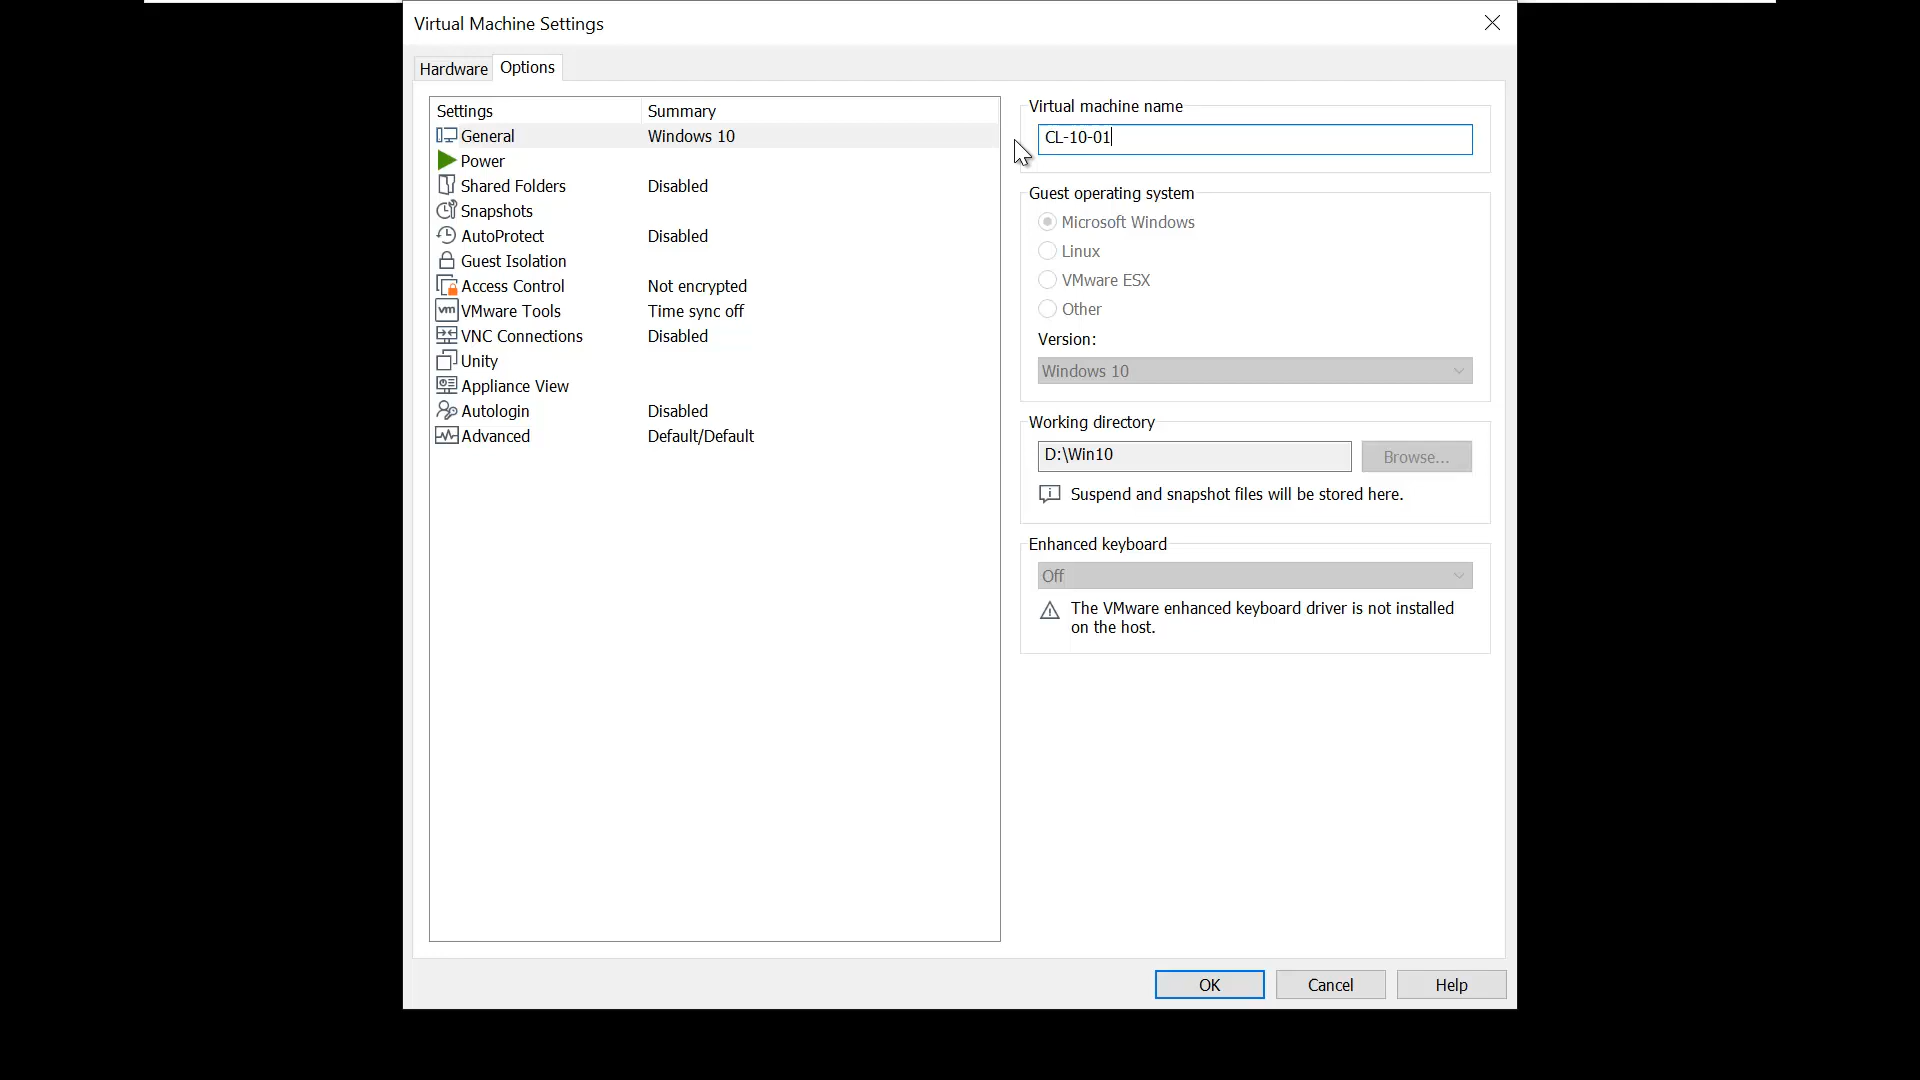 Virtual Machine Settings
Hardware
Options
Settings Summary
General Windows 10
Power
Shared Folders Disabled
Snapshots
AutoProtect Disabled
Guest Isolation
Access Control Not encrypted
vm VMware Tools Time sync off
VNC Connections Disabled
Unity
Appliance View
Autologin Disabled
Advanced Default/Default
Virtual machine name
CL-10-01
Guest operating system
Microsoft Windows
Linux
VMware ESX
Other
Version:
Windows 10
Working directory
D:\Win10 Browse...
Suspend and snapshot files will be stored here.
Enhanced keyboard
Off
The VMware enhanced keyboard driver is not installed
on the host.
OK Cancel Help